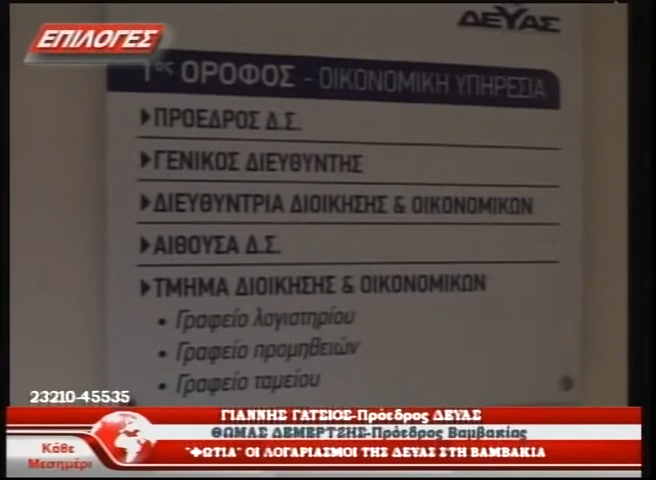 ΔΕΥΑΣ
ΕΠΙΛΟΓΕΣ
1ος ΟΡΟΦΟΣ - ΟΙΚΟΝΟΜΙΚΗ ΥΠΗΡΕΣΙΑ
ΠΡΟΕΔΡΟΣ Δ.Σ.
ΓΕΝΙΚΟΣ ΔΙΕΥΘΥΝΤΗΣ
ΔΙΕΥΘΥΝΤΡΙΑ ΔΙΟΙΚΗΣΗΣ & ΟΙΚΟΝΟΜΙΚΩΝ
ΑΙΘΟΥΣΑ Δ.Σ.
ΤΜΗΜΑ ΔΙΟΙΚΗΣΗΣ & ΟΙΚΟΝΟΜΙΚΩΝ
• Γραφείο λογιστηρίου
• Γραφείο προμηθειών
• Γραφείο ταμείου
23210-45535
ΓΙΑΝΝΗΣ ΓΑΤΣΙΟΣ-Πρόεδρος ΔΕΥΑΣ
ΘΩΜΑΣ ΔΕΜΕΡΤΖΗΣ-Πρόεδρος Βαμβακιάς
Κάθε
Μεσημέρι
"ΦΩΤΙΑ" ΟΙ ΛΟΓΑΡΙΑΣΜΟΙ ΤΗΣ ΔΕΥΑΣ ΣΤΗ ΒΑΜΒΑΚΙΑ